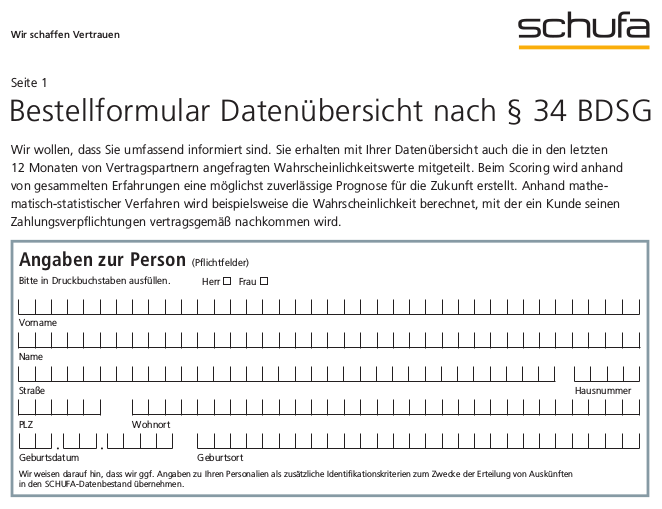 Wir schaffen Vertrauen
schufa
Seite 1
Bestellformular Datenübersicht nach § 34 BDSG
Wir wollen, dass Sie umfassend informiert sind. Sie erhalten mit Ihrer Datenübersicht auch die in den letzten
12 Monaten von Vertragspartnern angefragten Wahrscheinlichkeitswerte mitgeteilt. Beim Scoring wird anhand
von gesammelten Erfahrungen eine möglichst zuverlässige Prognose für die Zukunft erstellt. Anhand mathe-
matisch-statistischer Verfahren wird beispielsweise die Wahrscheinlichkeit berechnet, mit der ein Kunde seinen
Zahlungsverpflichtungen vertragsgemäß nachkommen wird.
Angaben zur Person (Pflichtfelder)
Bitte in Druckbuchstaben ausfüllen. Herr Frau
Vorname
Name
Straße Hausnummer
PLZ Wohnort
. .
Geburtsdatum Geburtsort
Wir weisen darauf hin, dass wir ggf. Angaben zu Ihren Personalien als zusätzliche Identifikationskriterien zum Zwecke der Erteilung von Auskünften
in den SCHUFA-Datenbestand übernehmen.